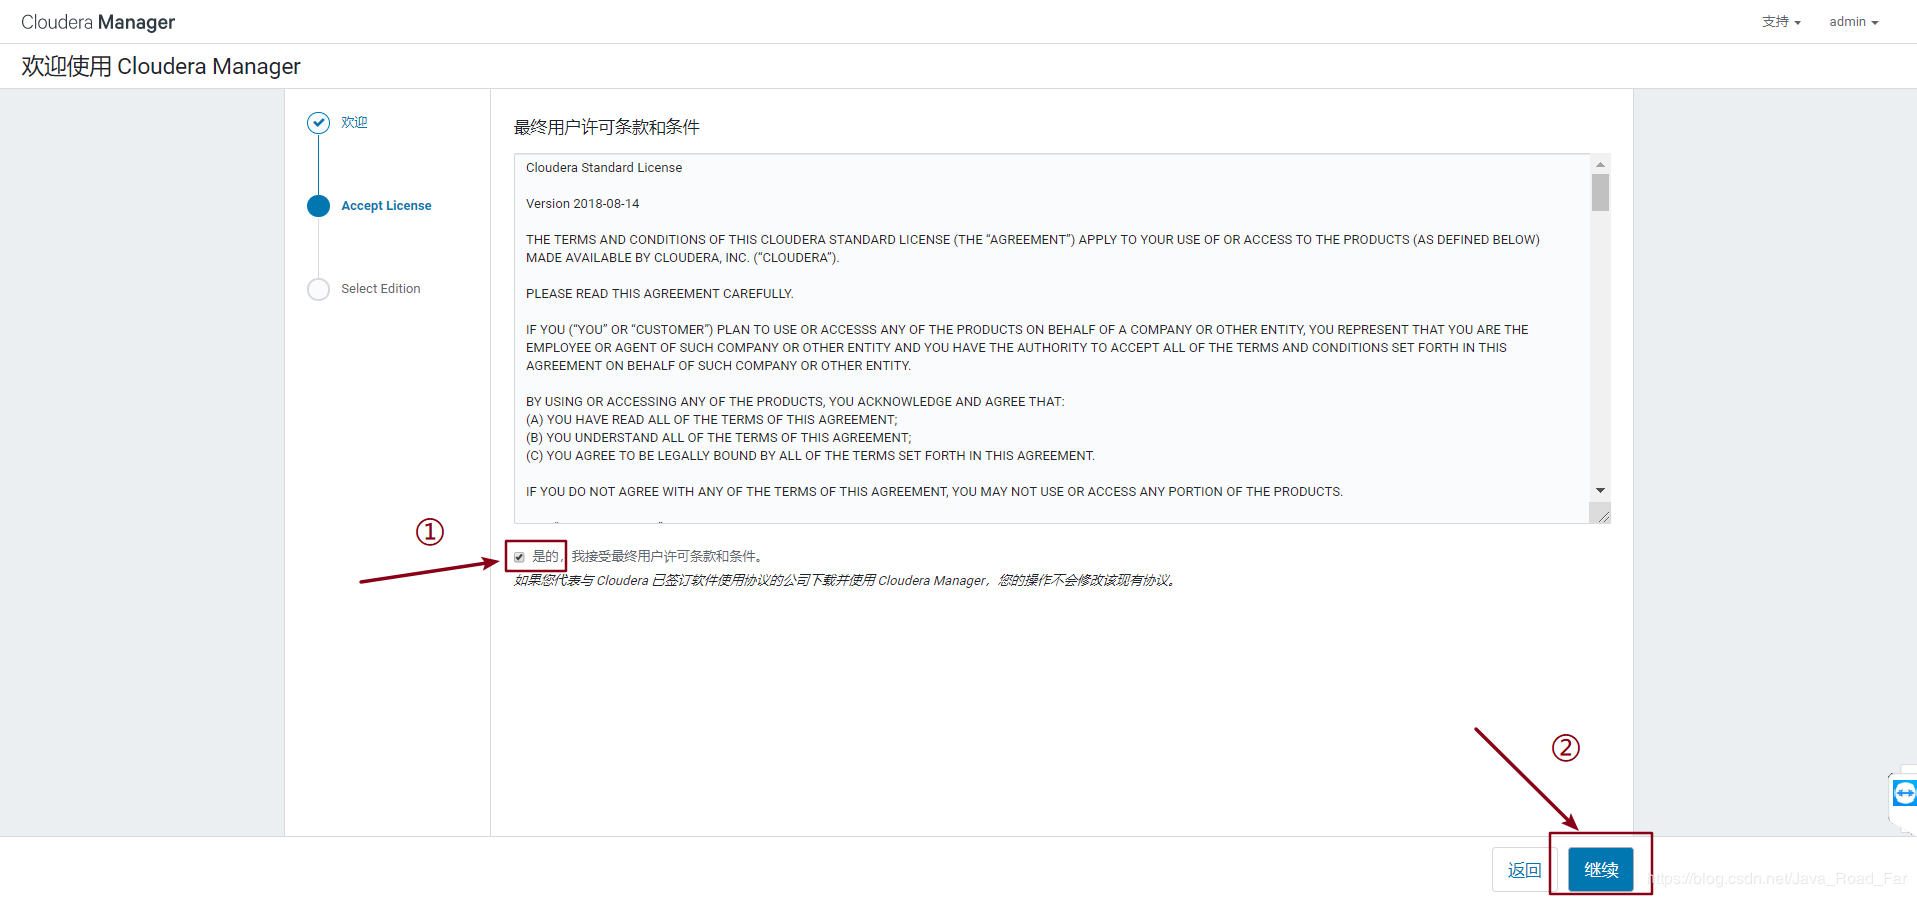 Cloudera Manager
支持
admin
欢迎使用 Cloudera Manager
欢迎
Accept License
Select Edition
最终用户许可条款和条件
Cloudera Standard License
Version 2018-08-14
THE TERMS AND CONDITIONS OF THIS CLOUDERA STANDARD LICENSE (THE “AGREEMENT”) APPLY TO YOUR USE OF OR ACCESS TO THE PRODUCTS (AS DEFINED BELOW)
MADE AVAILABLE BY CLOUDERA, INC. (“CLOUDERA”).
PLEASE READ THIS AGREEMENT CAREFULLY.
IF YOU (“YOU” OR “CUSTOMER”) PLAN TO USE OR ACCESSS ANY OF THE PRODUCTS ON BEHALF OF A COMPANY OR OTHER ENTITY, YOU REPRESENT THAT YOU ARE THE
EMPLOYEE OR AGENT OF SUCH COMPANY OR OTHER ENTITY AND YOU HAVE THE AUTHORITY TO ACCEPT ALL OF THE TERMS AND CONDITIONS SET FORTH IN THIS
AGREEMENT ON BEHALF OF SUCH COMPANY OR OTHER ENTITY.
BY USING OR ACCESSING ANY OF THE PRODUCTS, YOU ACKNOWLEDGE AND AGREE THAT:
(A) YOU HAVE READ ALL OF THE TERMS OF THIS AGREEMENT;
(B) YOU UNDERSTAND ALL OF THE TERMS OF THIS AGREEMENT;
(C) YOU AGREE TO BE LEGALLY BOUND BY ALL OF THE TERMS SET FORTH IN THIS AGREEMENT.
IF YOU DO NOT AGREE WITH ANY OF THE TERMS OF THIS AGREEMENT, YOU MAY NOT USE OR ACCESS ANY PORTION OF THE PRODUCTS.
①
是的，我接受最终用户许可条款和条件。
如果您代表与 Cloudera 已签订软件使用协议的公司下载并使用 Cloudera Manager，您的操作不会修改该现有协议。
②
返回
继续
https://blog.csdn.net/Java_Road_Far